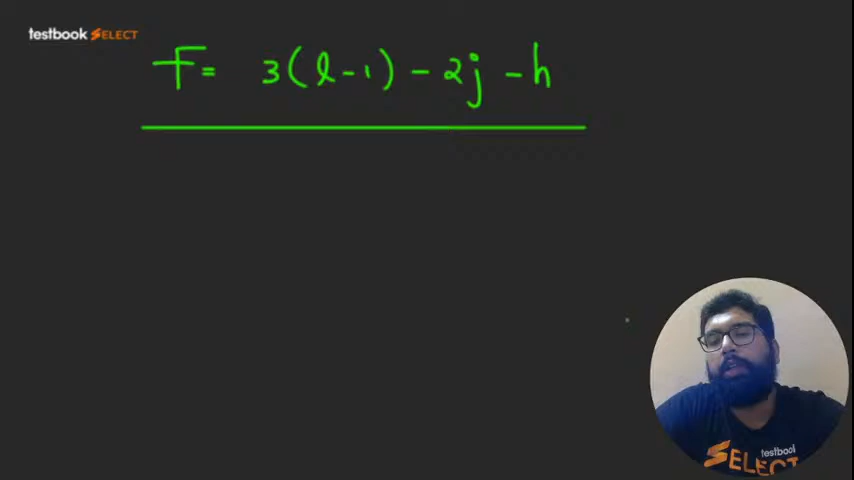 testbook SELECT
F= 3(l-1) - 2j - h
testbook
SELECT